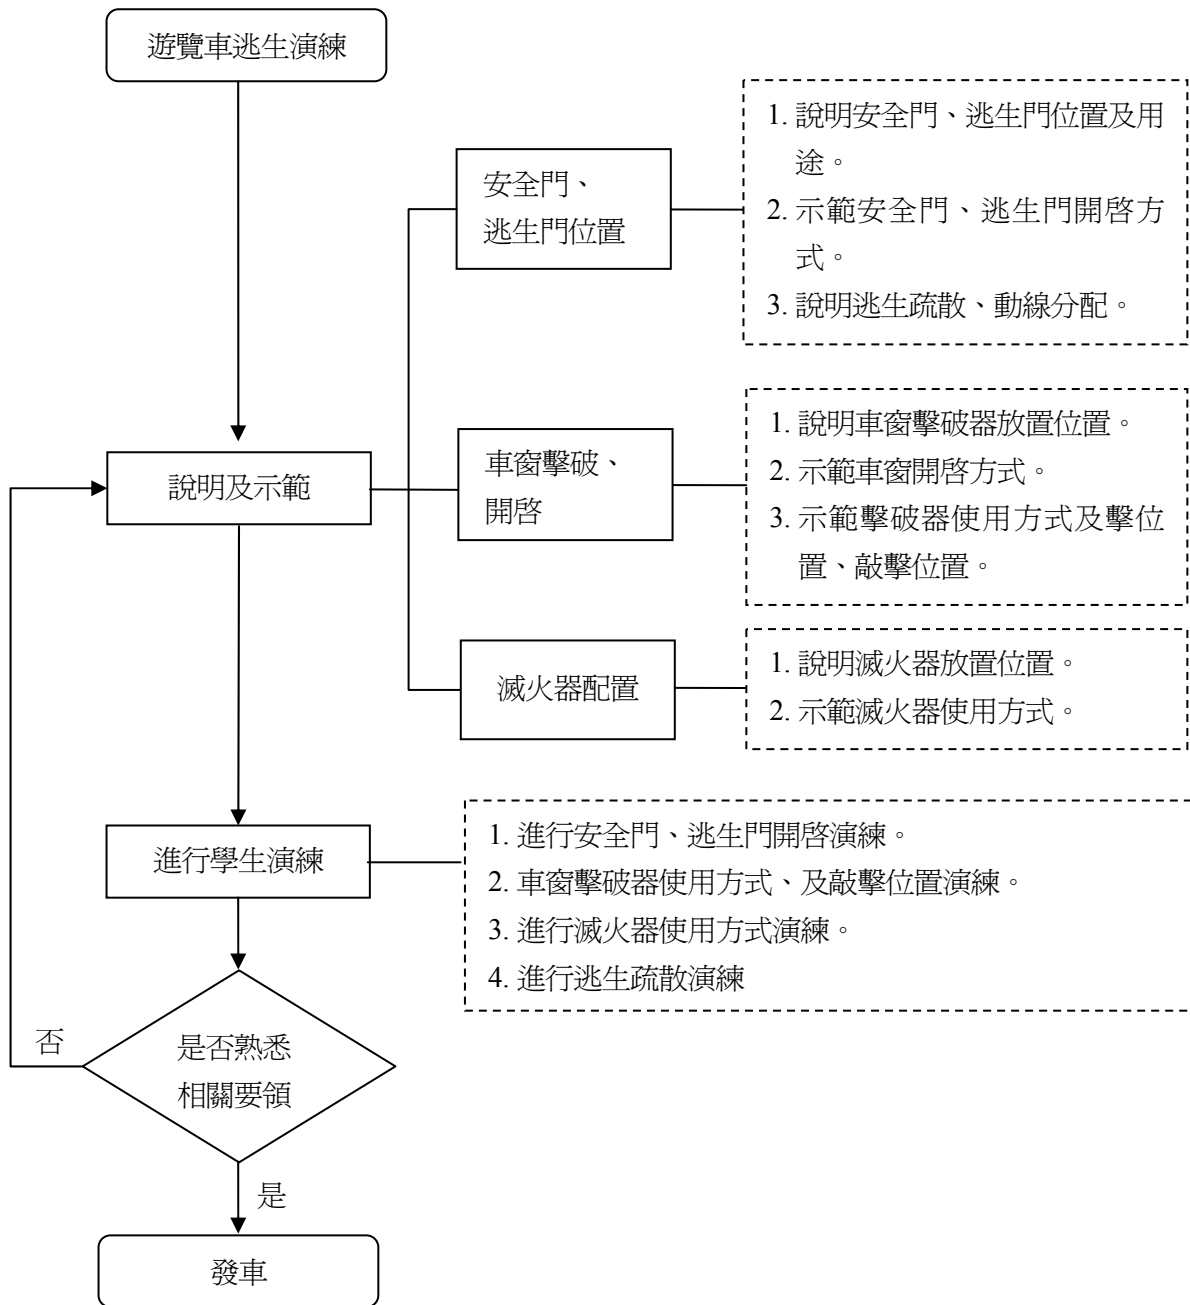 遊覽車逃生演練
安全門、
逃生門位置
1. 說明安全門、逃生門位置及用
途。
2. 示範安全門、逃生門開啓方
式。
3. 說明逃生疏散、動線分配。
說明及示範
車窗擊破、
開啓
1. 說明車窗擊破器放置位置。
2. 示範車窗開啓方式。
3. 示範擊破器使用方式及擊位
置、敲擊位置。
滅火器配置
1. 說明滅火器放置位置。
2. 示範滅火器使用方式。
進行學生演練
1. 進行安全門、逃生門開啓演練。
2. 車窗擊破器使用方式、及敲擊位置演練。
3. 進行滅火器使用方式演練。
4. 進行逃生疏散演練
否
是否熟悉
相關要領
是
發車